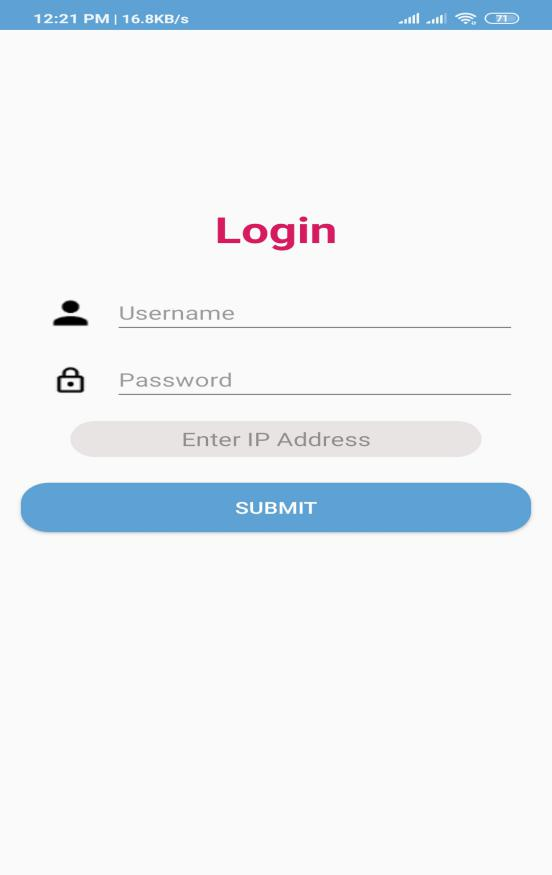 12:21 PM | 16.8KB/s 71
Login
Username
Password
Enter IP Address
SUBMIT